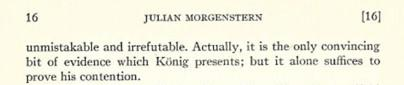 16 JULIAN MORGENSTERN [16]
unmistakable and irrefutable. Actually, it is the only convincing
bit of evidence which König presents; but it alone suffices to
prove his contention.